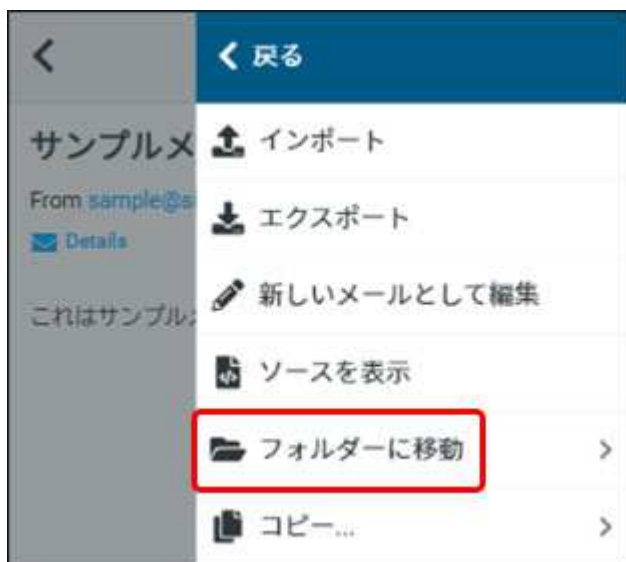 戻る
サンプルメ
インポート
From sample@s
エクスポート
Details
新しいメールとして編集
これはサンプル
ソースを表示
フォルダーに移動
コピー...